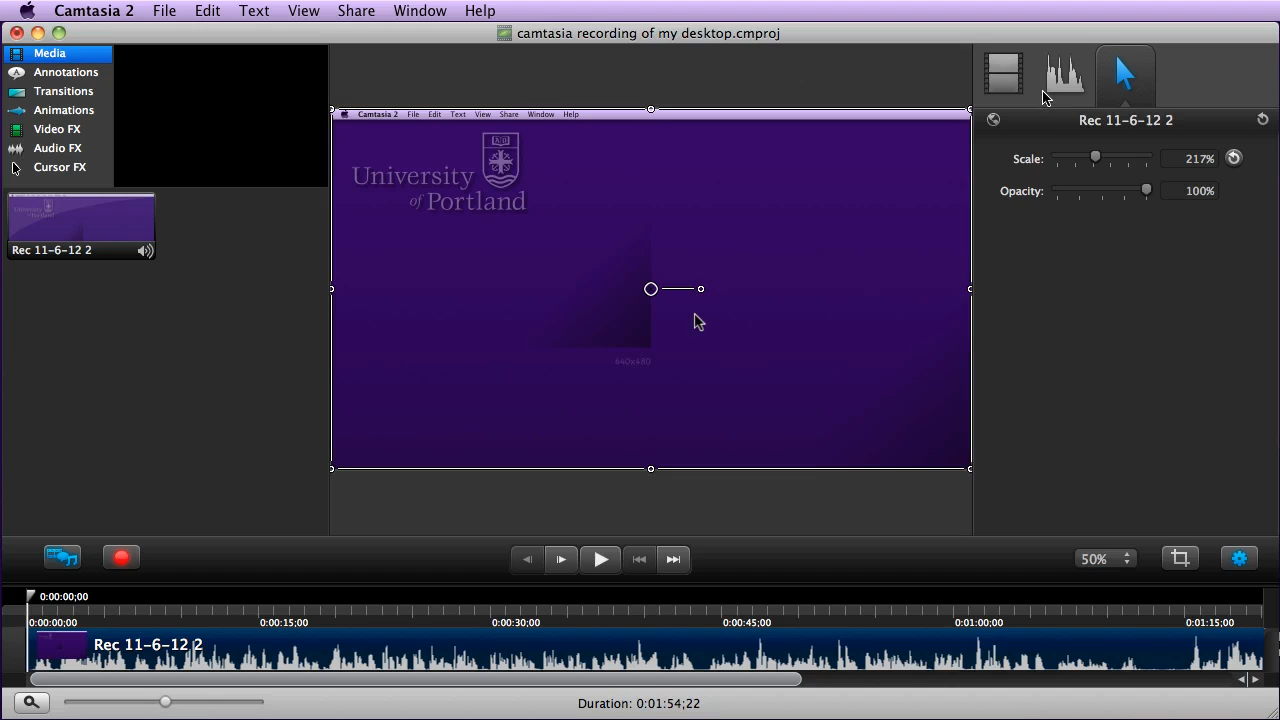 Camtasia 2 File Edit Text View Share Window Help
camtasia recording of my desktop.cmproj
Media
Annotations
Transitions
Animations
Video FX
Audio FX
Cursor FX
Rec 11-6-12 2
Camtasia 2 File Edit Text View Share Window Help
University
of Portland
640x480
Rec 11-6-12 2
Scale: 217%
Opacity: 100%
50%
0:00:00;00
0:00:00;00 0:00:15;00 0:00:30;00 0:00:45;00 0:01:00;00 0:01:15;00
Rec 11-6-12 2
Duration: 0:01:54;22